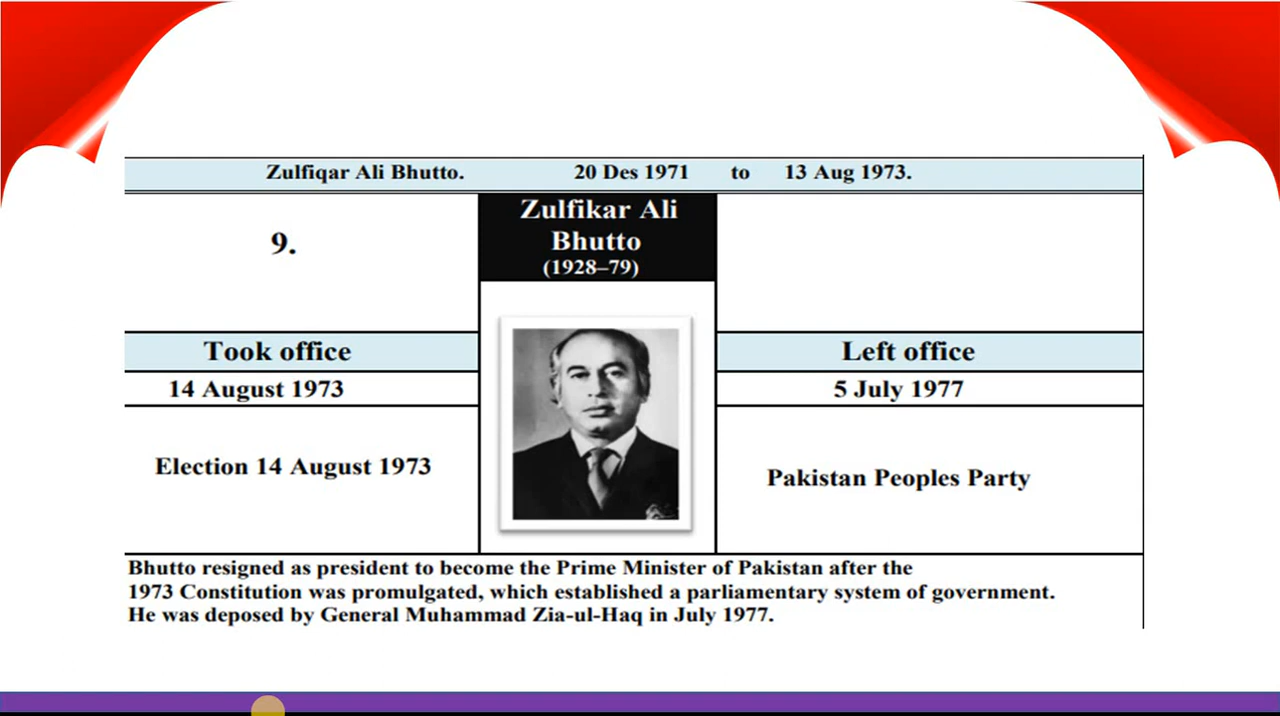 Zulfiqar Ali Bhutto. 20 Des 1971 to 13 Aug 1973.
9.
Zulfikar Ali
Bhutto
(1928–79)
Took office
Left office
14 August 1973
5 July 1977
Election 14 August 1973
Pakistan Peoples Party
Bhutto resigned as president to become the Prime Minister of Pakistan after the
1973 Constitution was promulgated, which established a parliamentary system of government.
He was deposed by General Muhammad Zia-ul-Haq in July 1977.